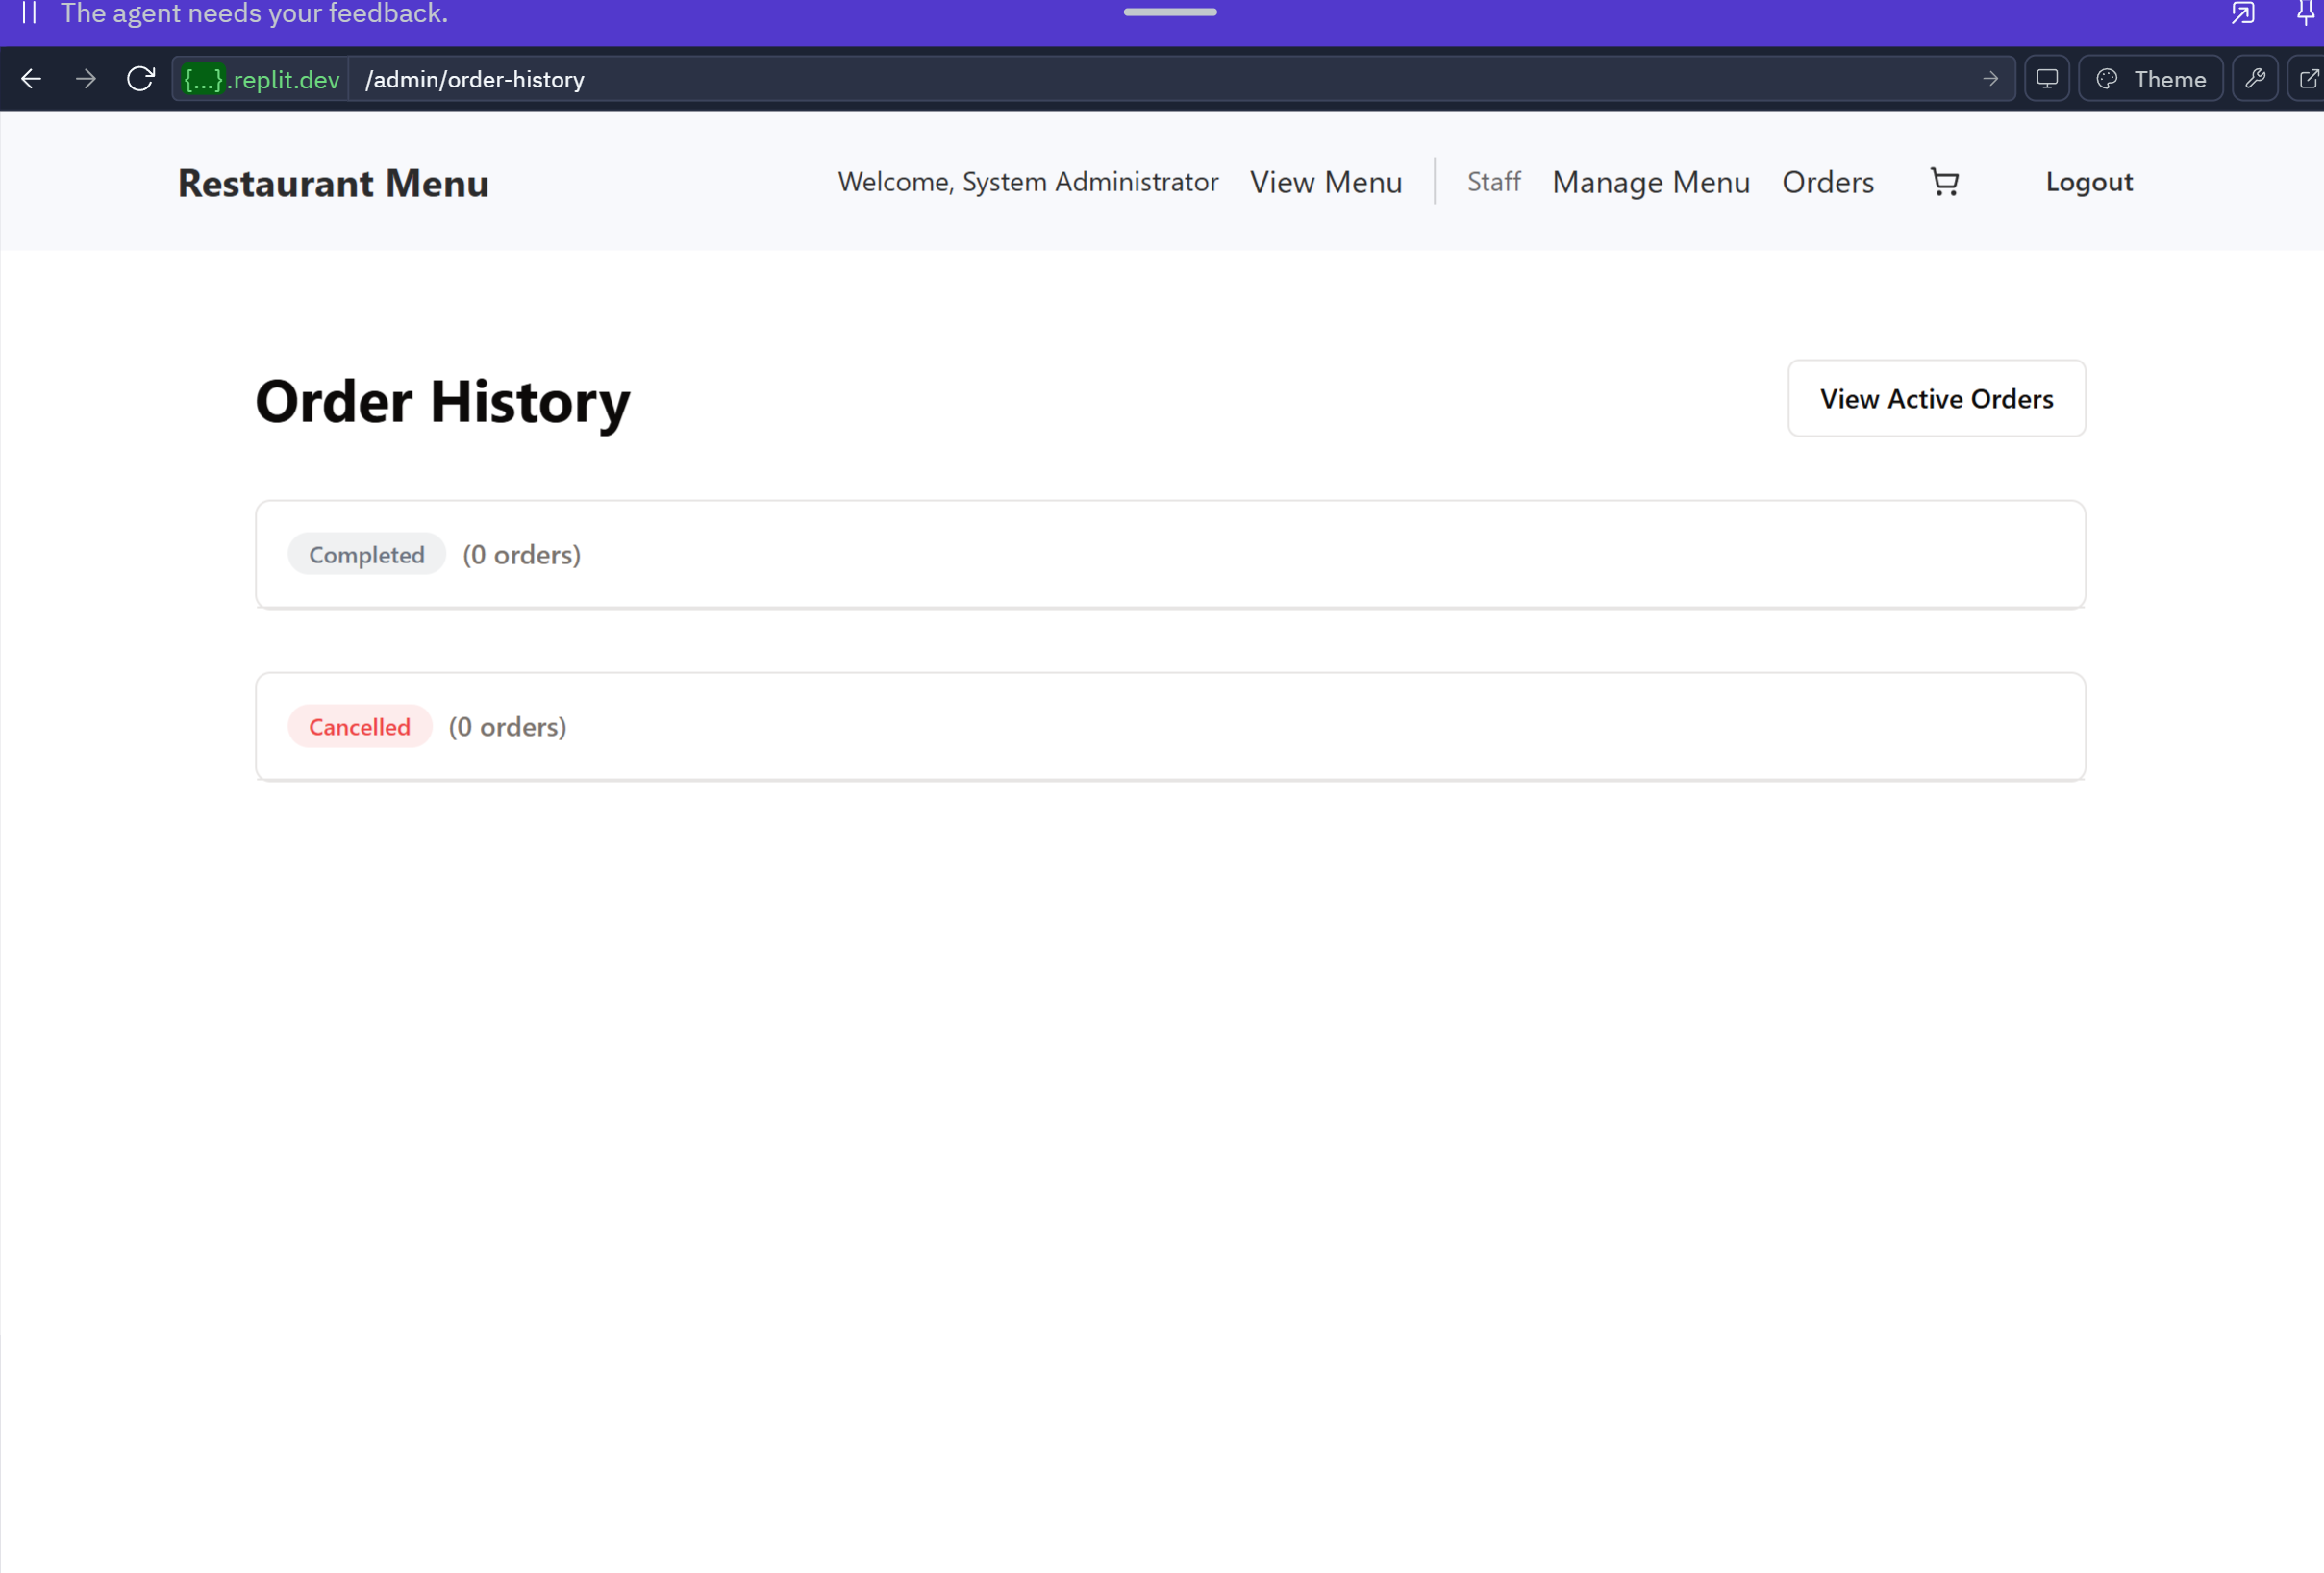 The agent needs your feedback.
{...}.replit.dev /admin/order-history Theme
Restaurant Menu Welcome, System Administrator View Menu Staff Manage Menu Orders Logout
Order History View Active Orders
Completed (0 orders)
Cancelled (0 orders)